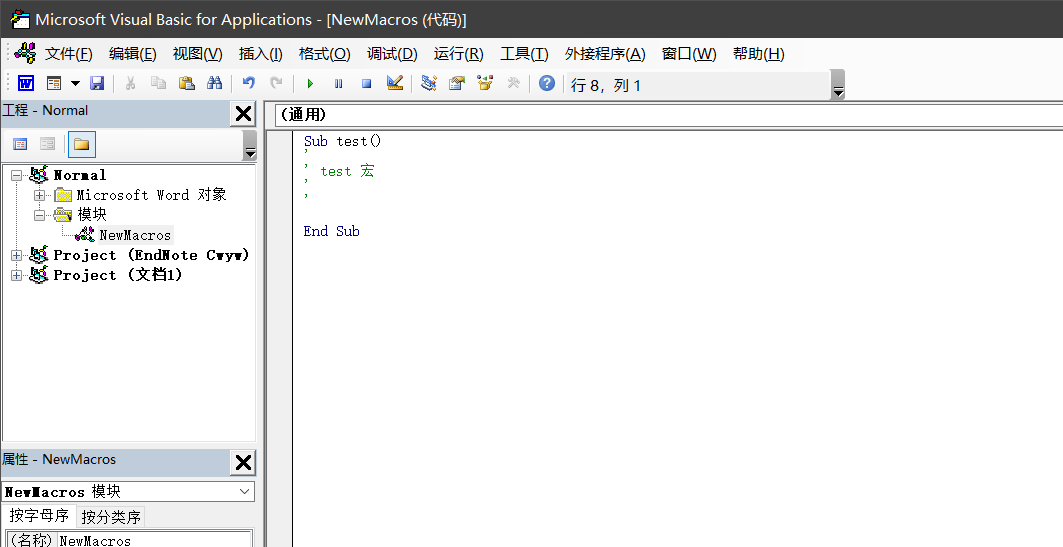 Microsoft Visual Basic for Applications - [NewMacros (代码)]
文件(F) 编辑(E) 视图(V) 插入(I) 格式(O) 调试(D) 运行(R) 工具(T) 外接程序(A) 窗口(W) 帮助(H)
行 8，列 1
工程 - Normal
(通用)
Normal
Microsoft Word 对象
模块
NewMacros
Project (EndNote Cwyw)
Project (文档1)
Sub test()
'
' test 宏
'
'
End Sub
属性 - NewMacros
NewMacros 模块
按字母序 按分类序
(名称) NewMacros